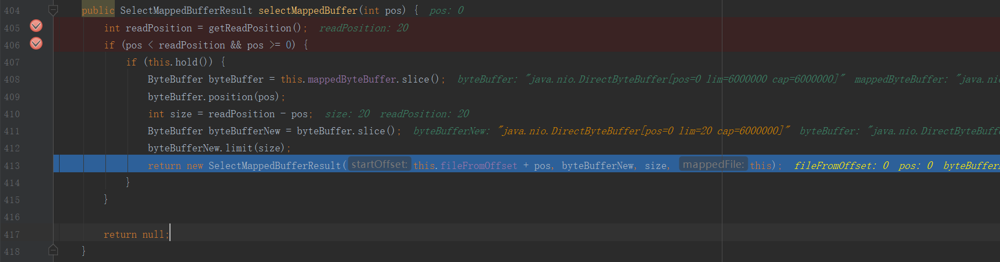 404 public SelectMappedBufferResult selectMappedBuffer(int pos) { pos: 0
405 int readPosition = getReadPosition(); readPosition: 20
406 if (pos < readPosition && pos >= 0) {
407 if (this.hold()) {
408 ByteBuffer byteBuffer = this.mappedByteBuffer.slice(); byteBuffer: "java.nio.DirectByteBuffer[pos=0 lim=6000000 cap=6000000]" mappedByteBuffer: "java.ni
409 byteBuffer.position(pos);
410 int size = readPosition - pos; size: 20 readPosition: 20
411 ByteBuffer byteBufferNew = byteBuffer.slice(); byteBufferNew: "java.nio.DirectByteBuffer[pos=0 lim=20 cap=6000000]" byteBuffer: "java.nio.DirectByteBuff
412 byteBufferNew.limit(size);
413 return new SelectMappedBufferResult( startOffset: this.fileFromOffset + pos, byteBufferNew, size, mappedFile: this); fileFromOffset: 0 pos: 0 byteBuffer
414 }
415 }
416
417 return null;
418 }